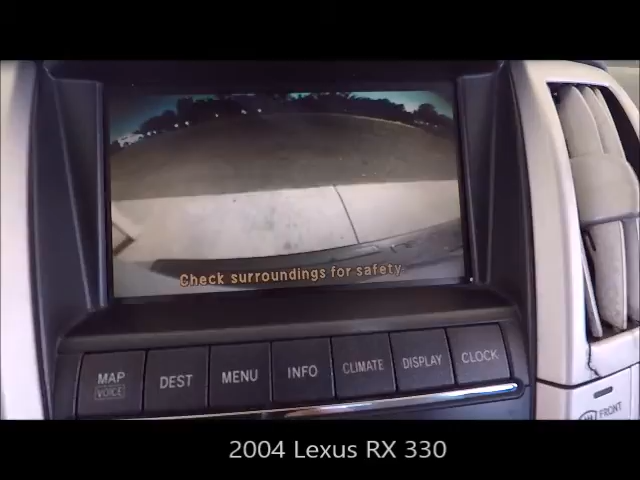 Check surroundings for safety
MAP DEST MENU INFO CLIMATE DISPLAY CLOCK
VOICE
FRONT
2004 Lexus RX 330